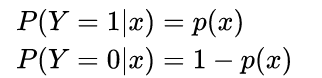 P(Y = 1|x) = p(x)
P(Y = 0|x) = 1 − p(x)